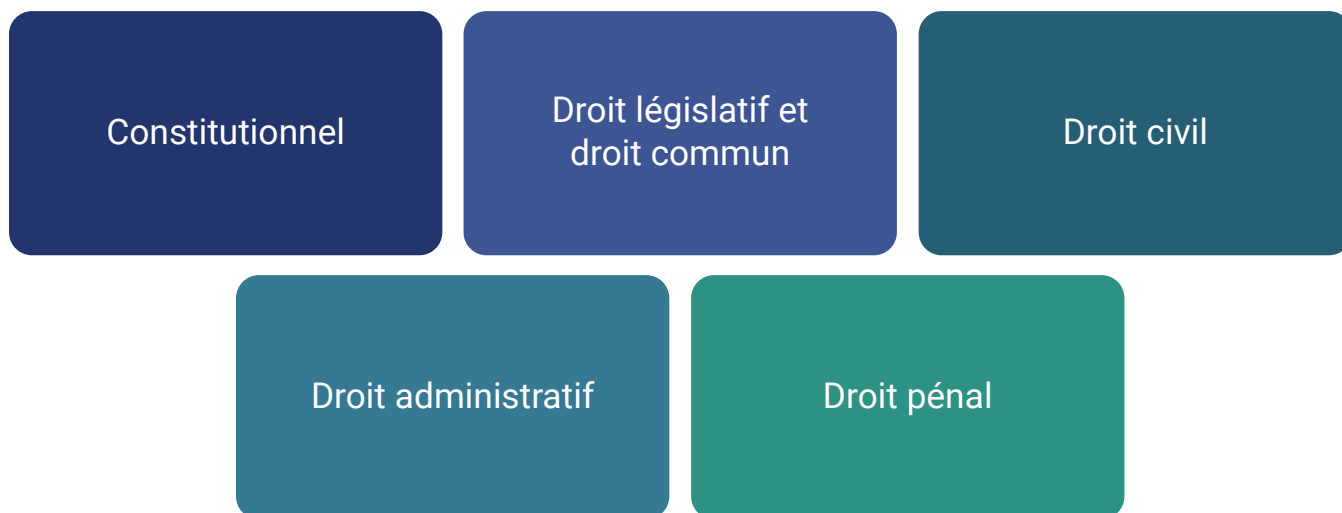 Constitutionnel
Droit législatif et
droit commun
Droit civil
Droit administratif
Droit pénal